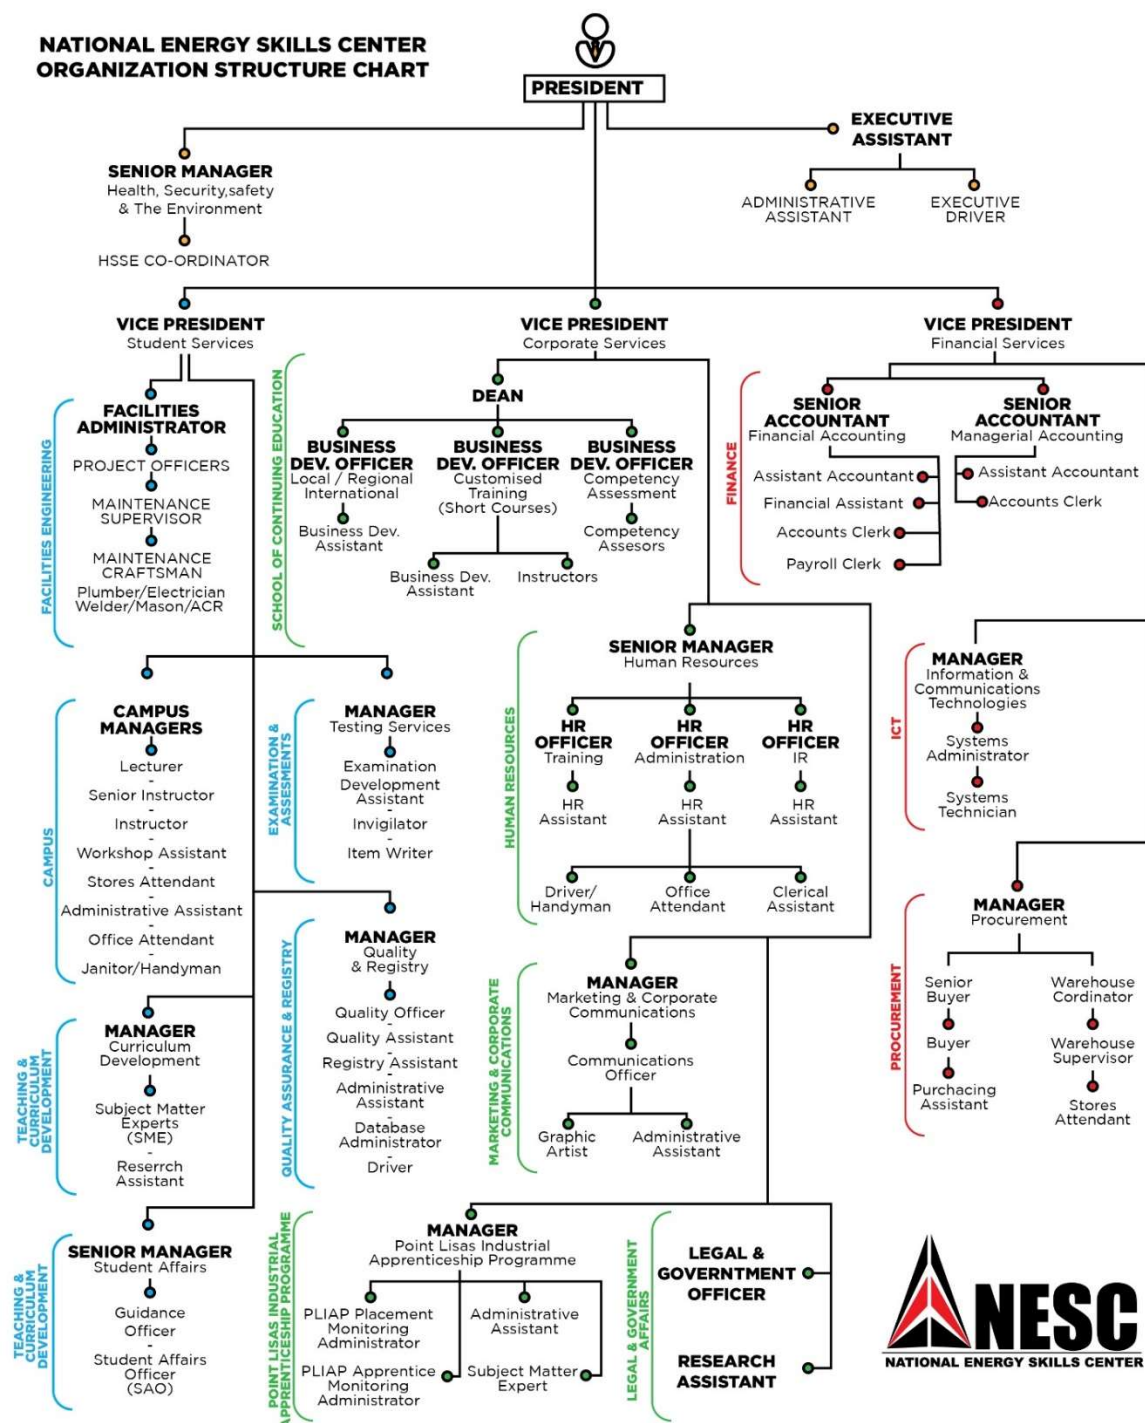 NATIONAL ENERGY SKILLS CENTER
ORGANIZATION STRUCTURE CHART
PRESIDENT
EXECUTIVE
ASSISTANT
ADMINISTRATIVE
ASSISTANT
EXECUTIVE
DRIVER
SENIOR MANAGER
Health, Security,safety
& The Environment
HSSE CO-ORDINATOR
VICE PRESIDENT
Student Services
VICE PRESIDENT
Corporate Services
VICE PRESIDENT
Financial Services
FACILITIES ENGINEERING
FACILITIES
ADMINISTRATOR
PROJECT OFFICERS
MAINTENANCE
SUPERVISOR
MAINTENANCE
CRAFTSMAN
Plumber/Electrician
Welder/Mason/ACR
SCHOOL OF CONTINUING EDUCATION
DEAN
BUSINESS
DEV. OFFICER
Local / Regional
International
Business Dev.
Assistant
BUSINESS
DEV. OFFICER
Customised
Training
(Short Courses)
Business Dev.
Assistant
Instructors
BUSINESS
DEV. OFFICER
Competency
Assessment
Competency
Assesors
FINANCE
SENIOR
ACCOUNTANT
Financial Accounting
Assistant Accountant
Financial Assistant
Accounts Clerk
Payroll Clerk
SENIOR
ACCOUNTANT
Managerial Accounting
Assistant Accountant
Accounts Clerk
CAMPUS
CAMPUS
MANAGERS
Lecturer
-
Senior Instructor
-
Instructor
-
Workshop Assistant
-
Stores Attendant
-
Administrative Assistant
-
Office Attendant
-
Janitor/Handyman
EXAMINATION &
ASSESMENTS
MANAGER
Testing Services
Examination
Development
Assistant
-
Invigilator
-
Item Writer
HUMAN RESOURCES
SENIOR MANAGER
Human Resources
HR
OFFICER
Training
HR
Assistant
HR
OFFICER
Administration
HR
Assistant
HR
OFFICER
IR
HR
Assistant
Driver/
Handyman
Office
Attendant
Clerical
Assistant
ICT
MANAGER
Information &
Communications
Technologies
Systems
Administrator
Systems
Technician
QUALITY ASSURANCE & REGISTRY
MANAGER
Quality
& Registry
Quality Officer
-
Quality Assistant
-
Registry Assistant
-
Administrative
Assistant
-
Database
Administrator
-
Driver
MARKETING & CORPORATE
COMMUNICATIONS
MANAGER
Marketing & Corporate
Communications
Communications
Officer
Graphic
Artist
Administrative
Assistant
PROCUREMENT
MANAGER
Procurement
Senior
Buyer
Buyer
Purchasing
Assistant
Warehouse
Cordinator
Warehouse
Supervisor
Stores
Attendant
TEACHING &
CURRICULUM
DEVELOPMENT
MANAGER
Curriculum
Development
Subject Matter
Experts
(SME)
-
Reserrch
Assistant
TEACHING &
CURRICULUM
DEVELOPMENT
SENIOR MANAGER
Student Affairs
Guidance
Officer
-
Student Affairs
Officer
(SAO)
POINT LISAS INDUSTRIAL
APPRENTICESHIP PROGRAMME
MANAGER
Point Lisas Industrial
Apprenticeship Programme
PLIAP Placement
Monitoring
Administrator
Administrative
Assistant
PLIAP Apprentice
Monitoring
Administrator
Subject Matter
Expert
LEGAL & GOVERNMENT
AFFAIRS
LEGAL &
GOVERNTMENT
OFFICER
RESEARCH
ASSISTANT
NESC
NATIONAL ENERGY SKILLS CENTER